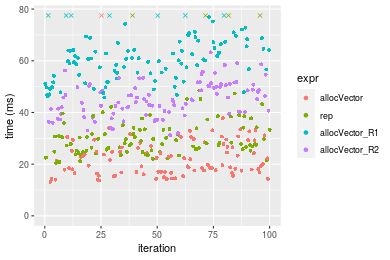 80
60
40
20
0
time (ms)
0
25
50
75
100
iteration
expr
allocVector
rep
allocVector_R1
allocVector_R2